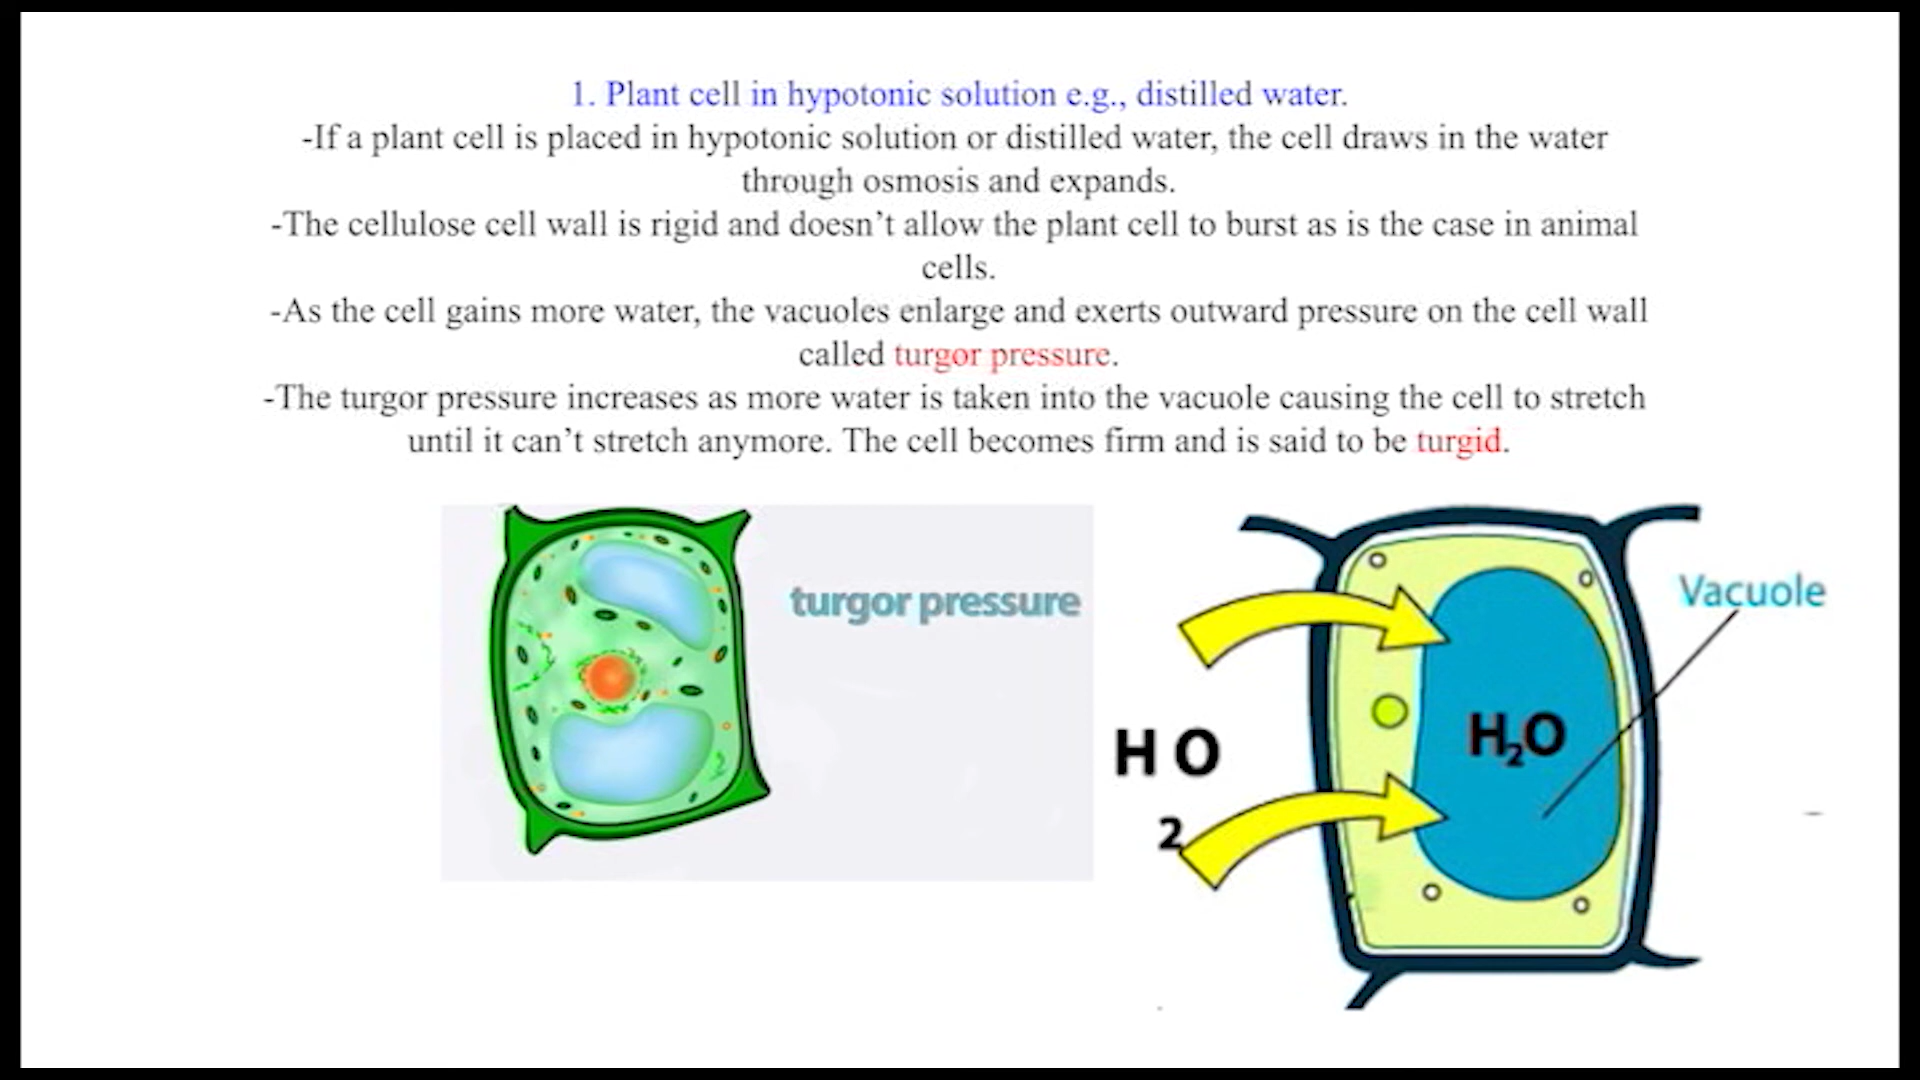 1. Plant cell in hypotonic solution e.g., distilled water.
-If a plant cell is placed in hypotonic solution or distilled water, the cell draws in the water
through osmosis and expands.
-The cellulose cell wall is rigid and doesn’t allow the plant cell to burst as is the case in animal
cells.
-As the cell gains more water, the vacuoles enlarge and exerts outward pressure on the cell wall
called turgor pressure.
-The turgor pressure increases as more water is taken into the vacuole causing the cell to stretch
until it can’t stretch anymore. The cell becomes firm and is said to be turgid.
turgor pressure
Vacuole
H O
2
H₂O